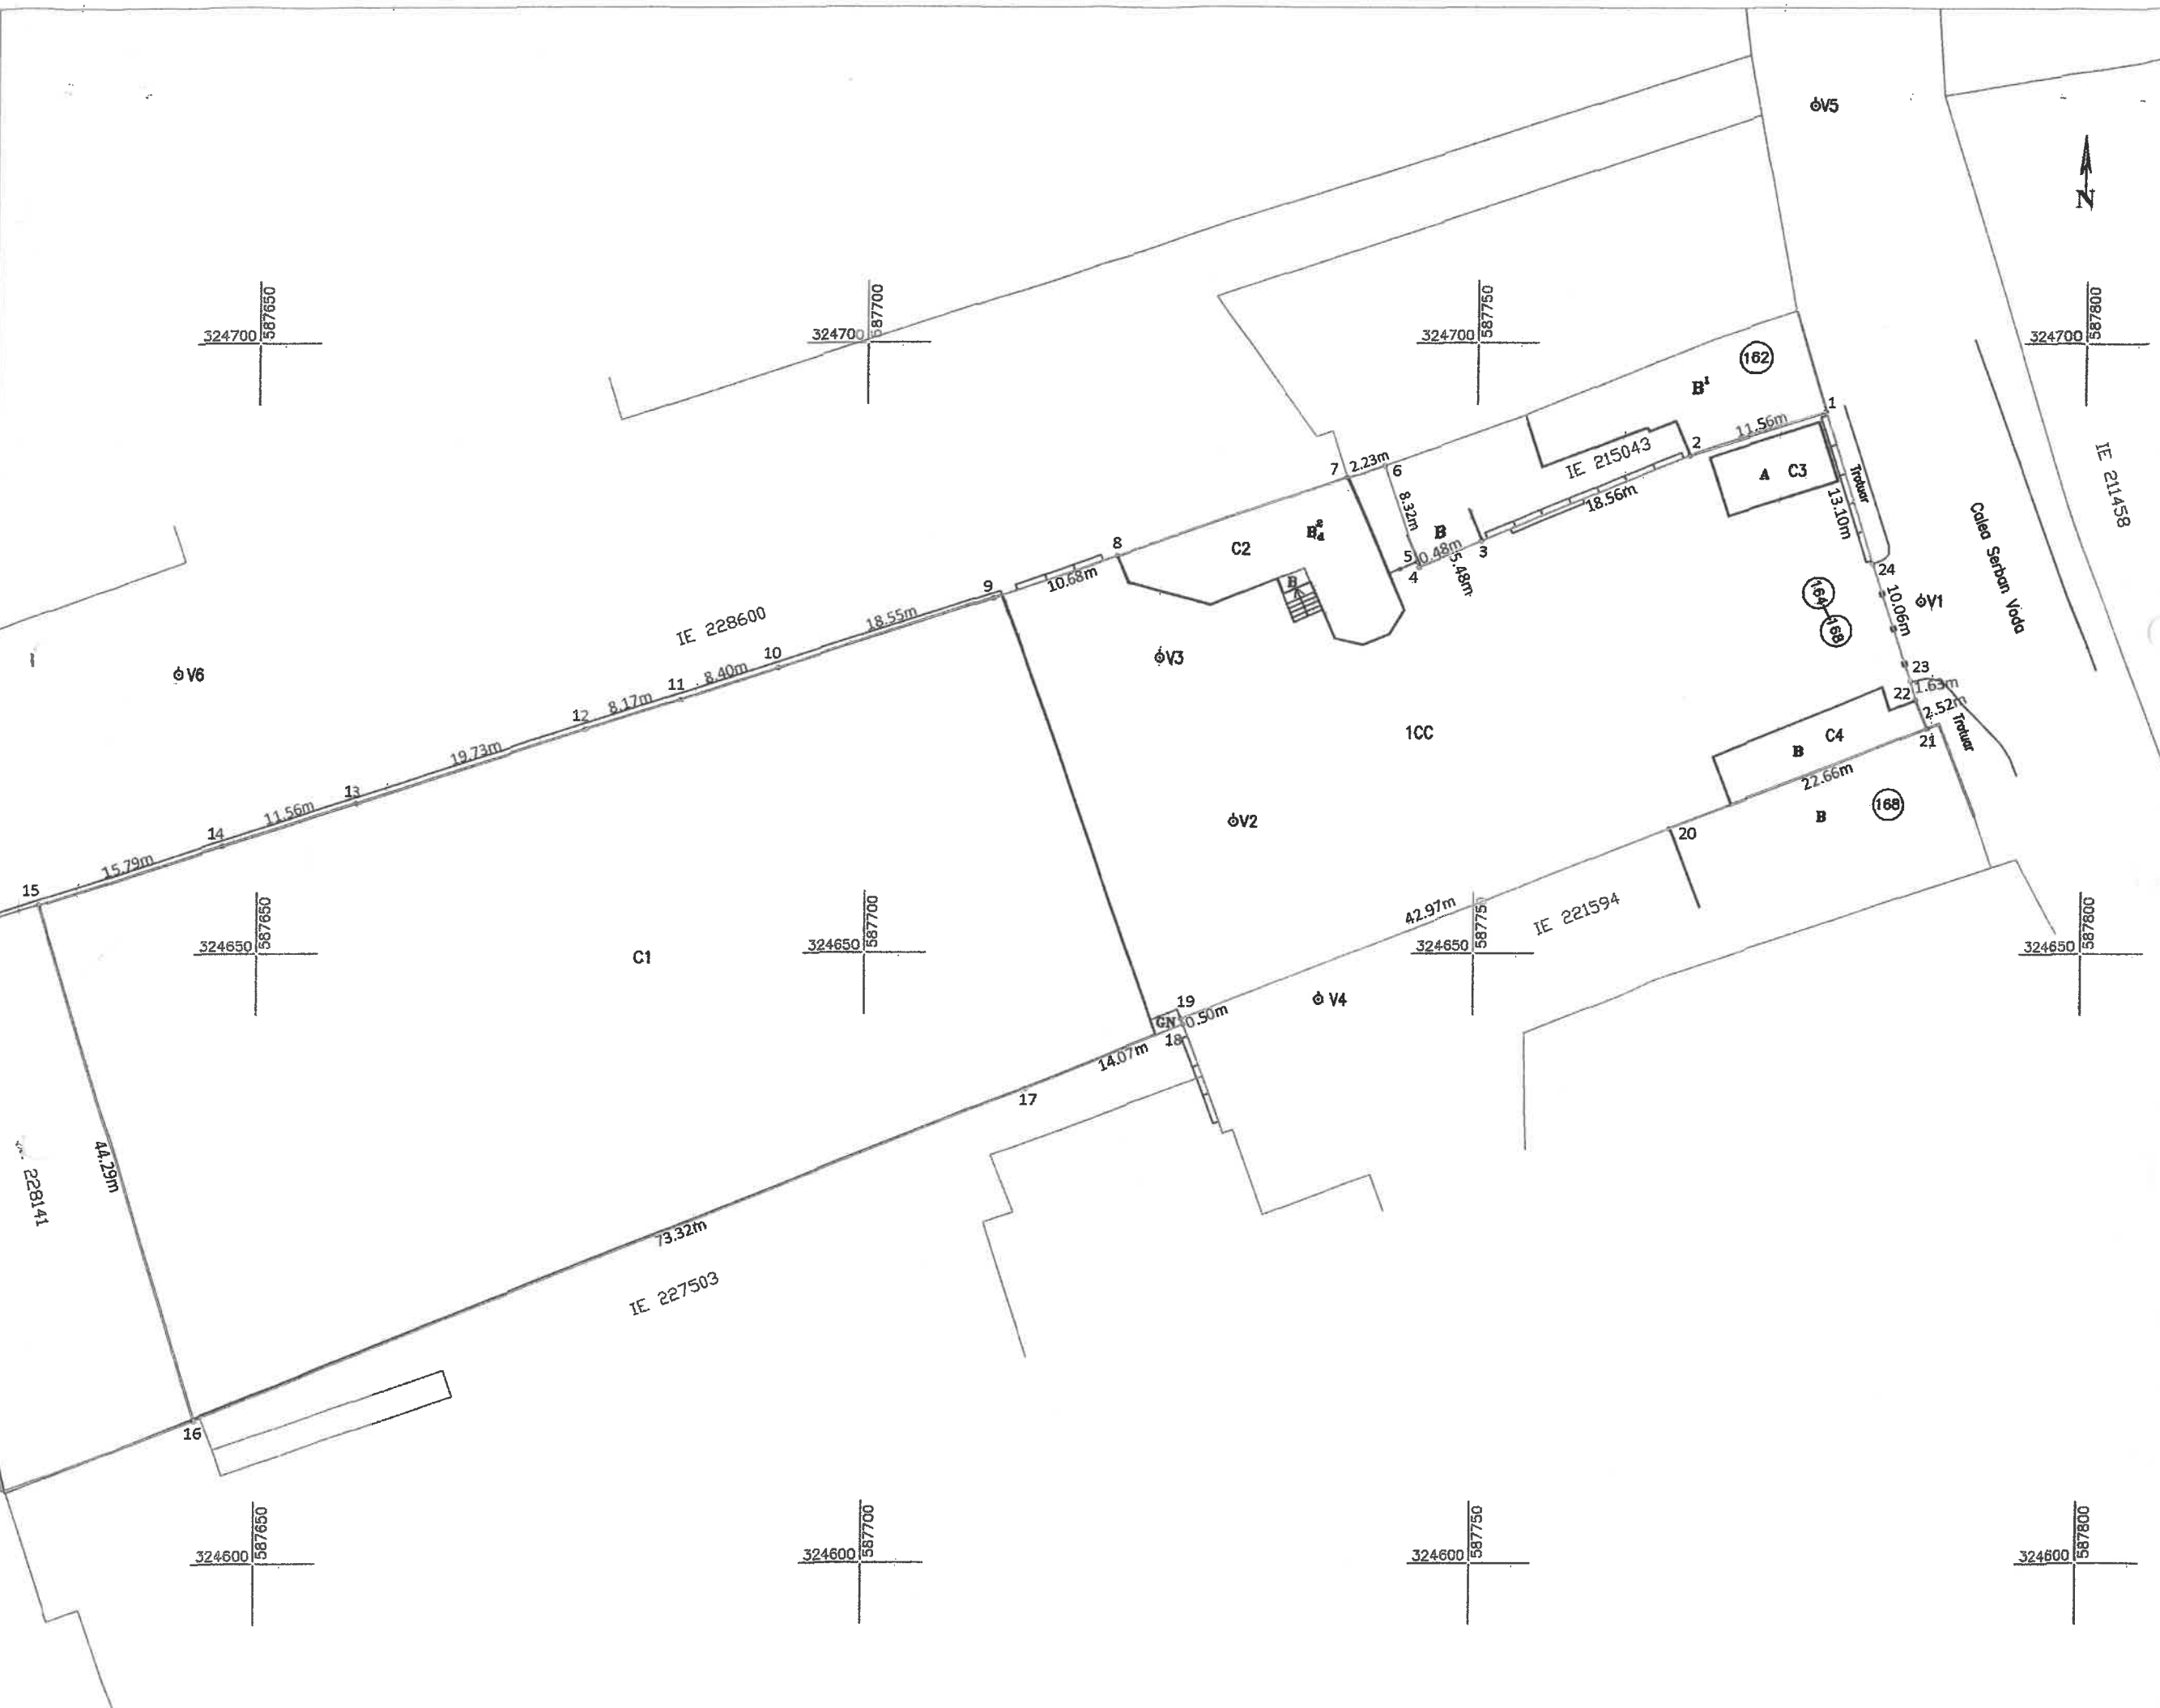 V5
N
587650
324700
587700
324700
587750
324700
587800
324700
162
B¹
1
11.56m
2
IE 215043
18.56m
A C3
Trotuar
13.10m
IE 211458
Calea Serban Voda
7
2.23m
6
8.32m
B
5
0.48m
3
4
5.48m
C2
8
10.68m
B
9
24
164
168
10.06m
V1
IE 228600
18.55m
V3
V6
10
8.40m
11
8.17m
12
23
1.63m
22
2.52m
Trotuar
21
1CC
C4
B
22.66m
19.73m
13
11.56m
14
15.79m
15
V2
168
B
20
587650
324650
587700
324650
42.97m
587750
324650
IE 221594
587800
324650
C1
19
V4
GN
0.50m
18
14.07m
17
44.29m
228141
73.32m
IE 227503
16
587650
324600
587700
324600
587750
324600
587800
324600